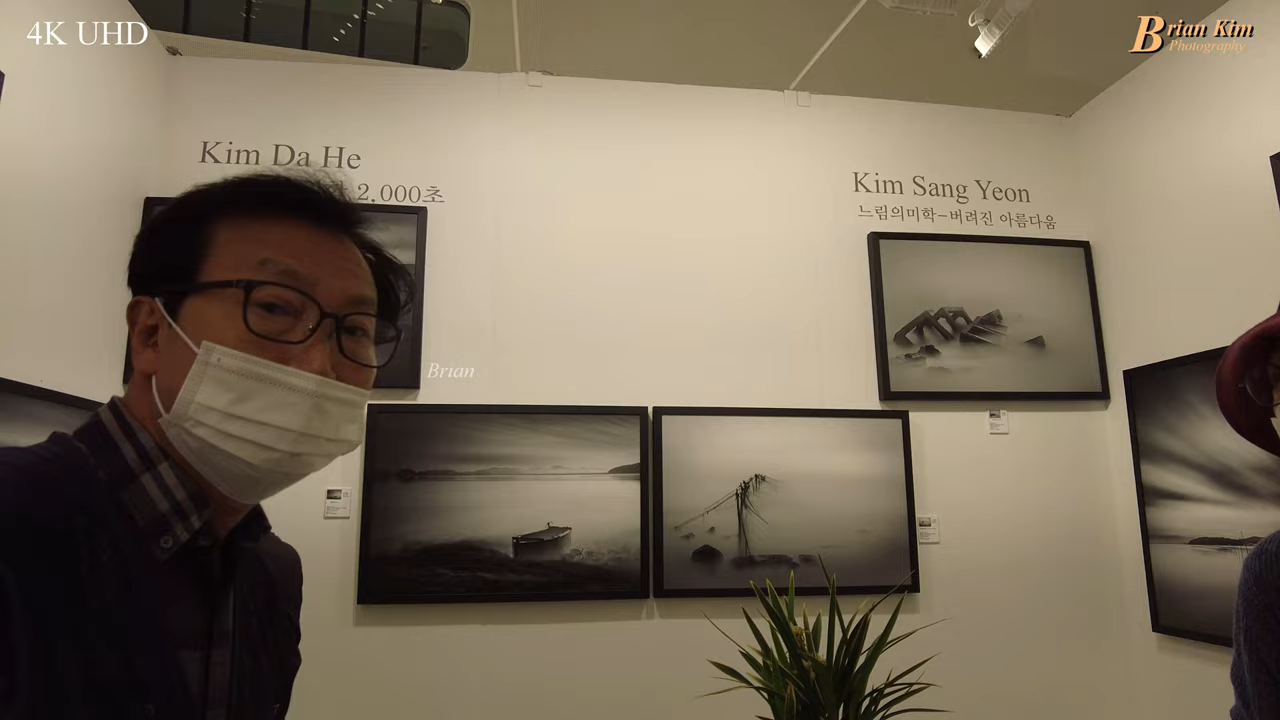 4K UHD
Brian Kim
Photography
Kim Da He
2,000초
Kim Sang Yeon
느림의미학-버려진 아름다움
Brian